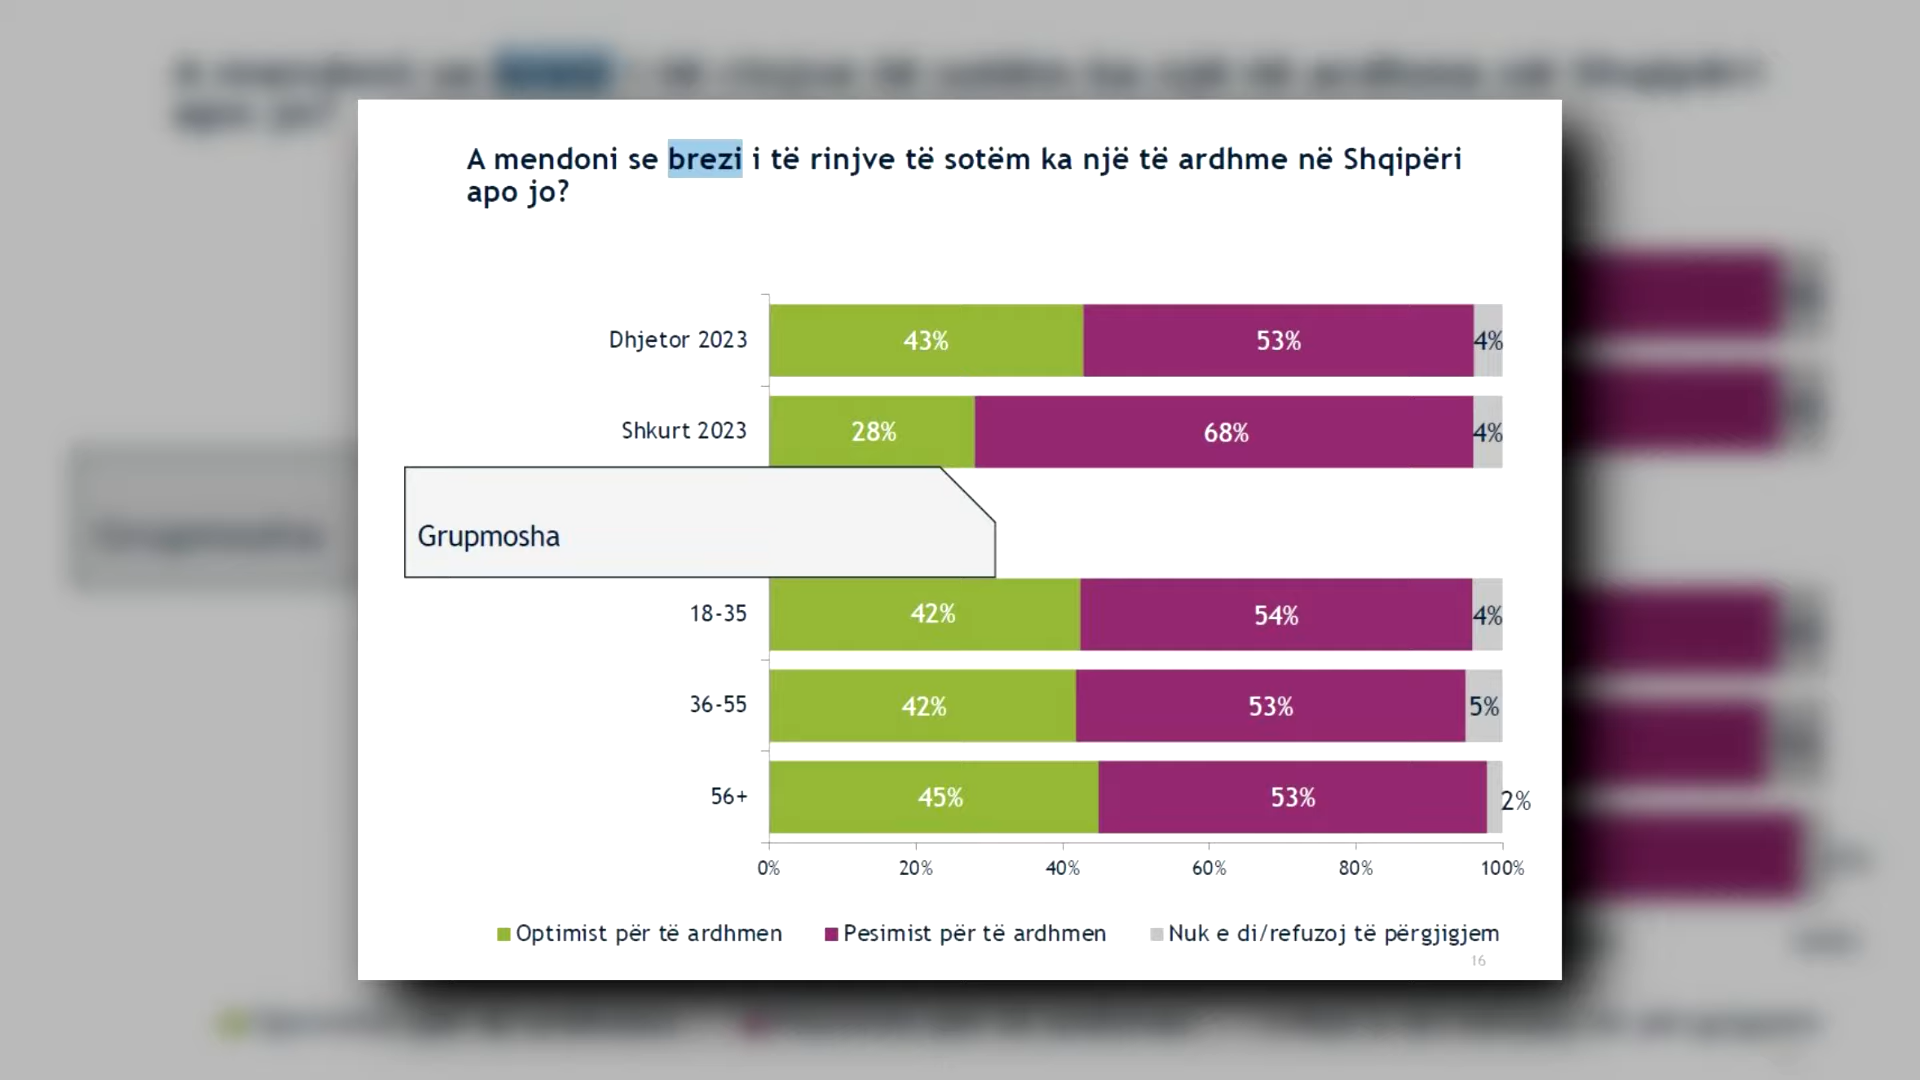 A mendoni se brezi i të rinjve të sotëm ka një të ardhme në Shqipëri
apo jo?
Dhjetor 2023 43% 53% 4%
Shkurt 2023 28% 68% 4%
Grupmosha
18-35 42% 54% 4%
36-55 42% 53% 5%
56+ 45% 53% 2%
0% 20% 40% 60% 80% 100%
Optimist për të ardhmen Pesimist për të ardhmen Nuk e di/refuzoj të përgjigjem
16